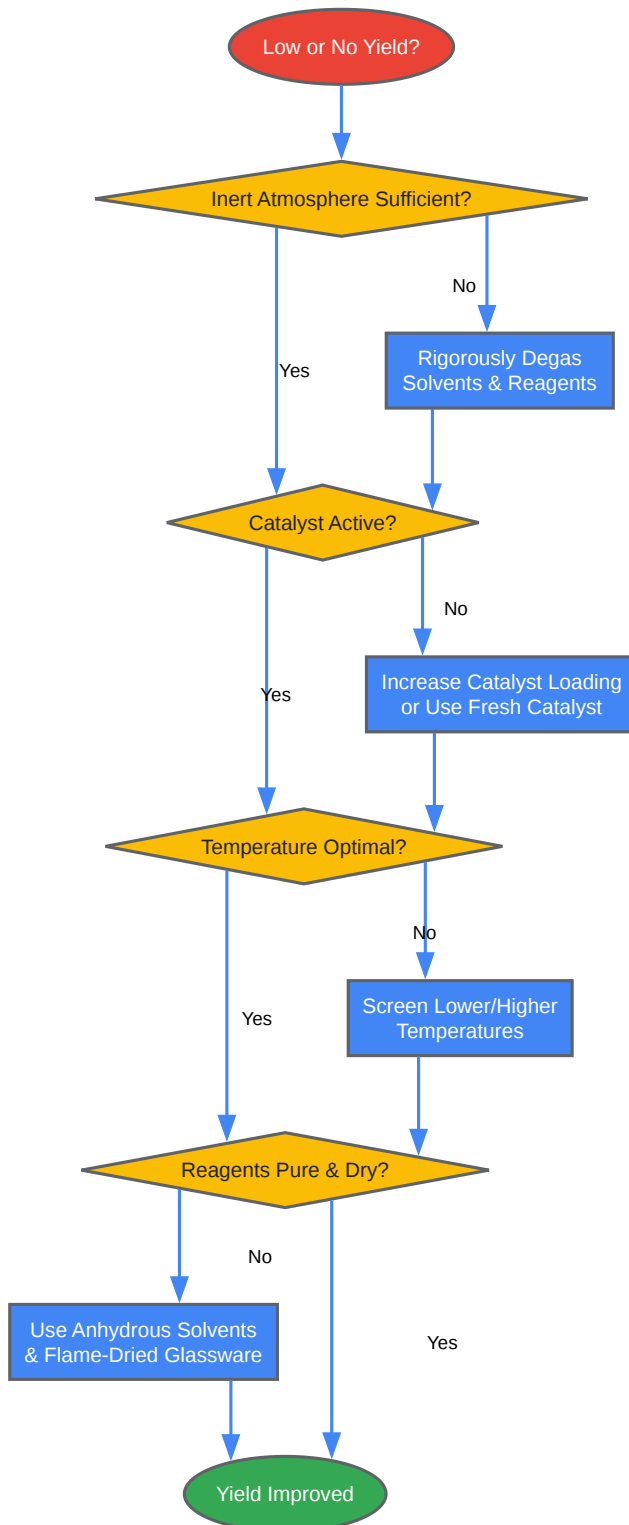 Low or No Yield?
Inert Atmosphere Sufficient?
No
Rigorously Degas
Solvents & Reagents
Yes
Catalyst Active?
No
Increase Catalyst Loading
or Use Fresh Catalyst
Yes
Temperature Optimal?
No
Screen Lower/Higher
Temperatures
Yes
Reagents Pure & Dry?
No
Use Anhydrous Solvents
& Flame-Dried Glassware
Yes
Yield Improved